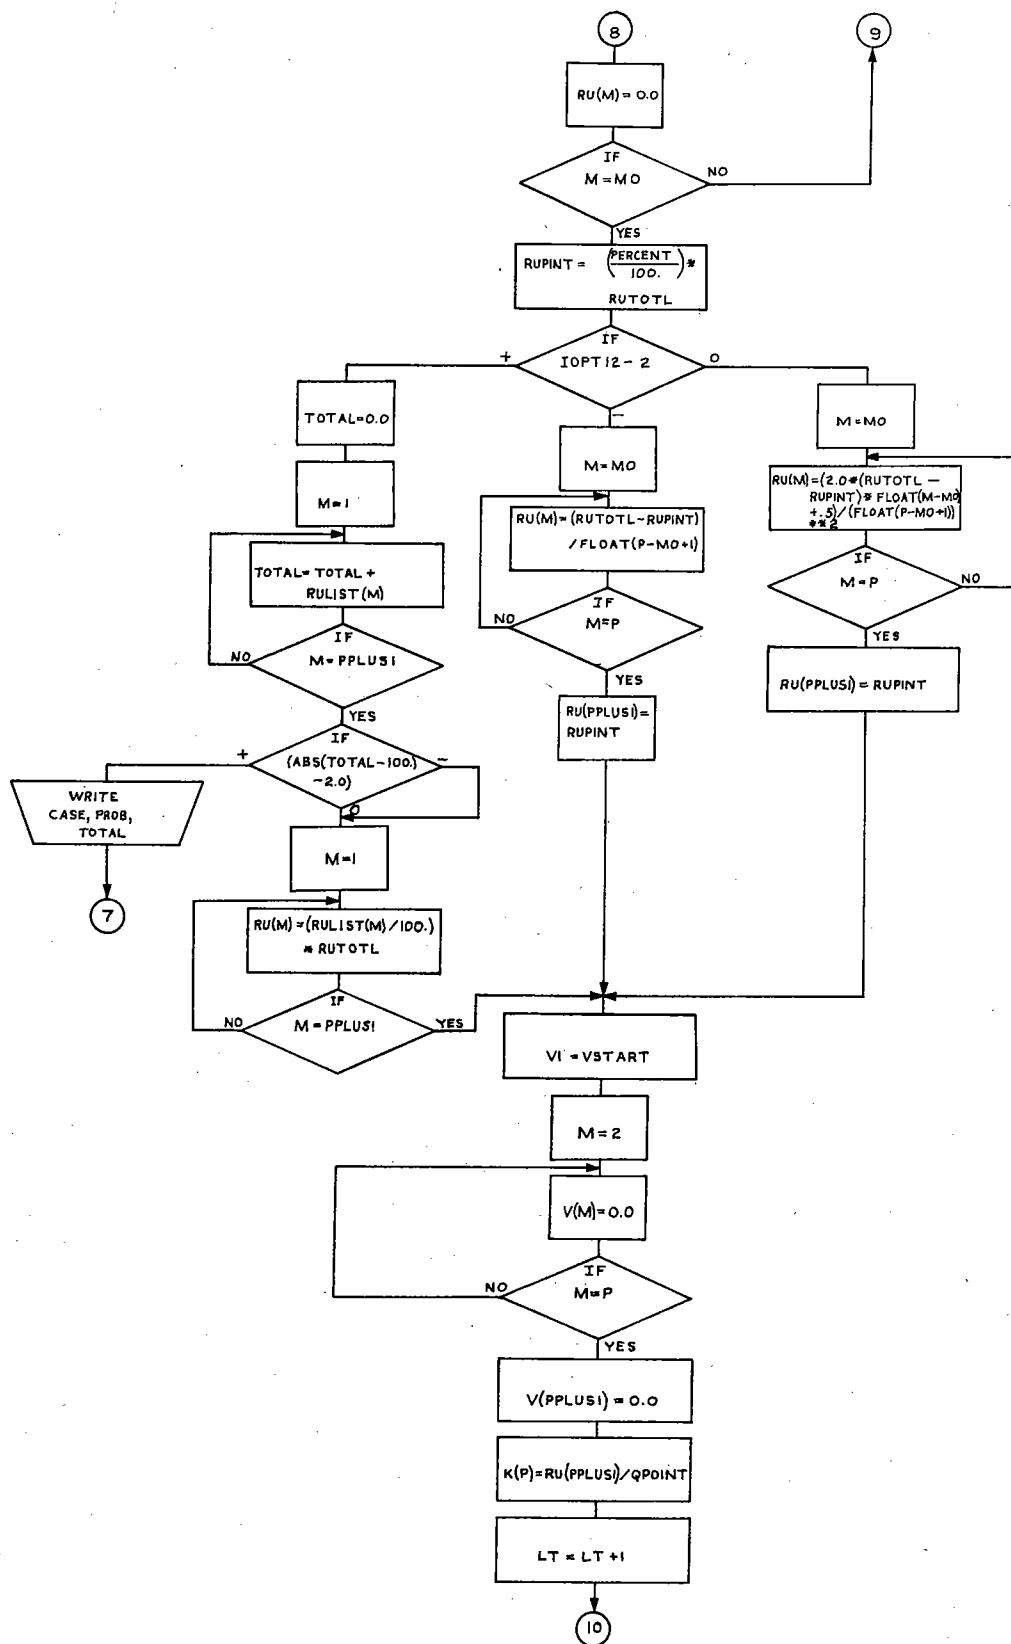 8
9
RU(M)=0.0
IF
M=MO
NO
YES
RUPINT = (PERCENT/100.) *
RUTOTL
IF
IOPT12-2
+
0
-
TOTAL=0.0
M=1
TOTAL=TOTAL+
RULIST(M)
IF
M=PPLUS1
NO
YES
IF
(ABS(TOTAL-100.)
-2.0)
+
-
0
WRITE
CASE, PROB,
TOTAL
7
M=1
RU(M)=(RULIST(M)/100.)
* RUTOTL
IF
M=PPLUS1
NO
YES
M=MO
RU(M)=(RUTOTL-RUPINT)
/FLOAT(P-MO+1)
IF
M=P
NO
YES
RU(PPLUS1)=
RUPINT
M=MO
RU(M)=(2.0*(RUTOTL-
RUPINT)* FLOAT(M-MO)
+.5)/(FLOAT(P-MO+1))
**2
IF
M=P
NO
YES
RU(PPLUS1)=RUPINT
V1=VSTART
M=2
V(M)=0.0
IF
M=P
NO
YES
V(PPLUS1)=0.0
K(P)=RU(PPLUS1)/QPOINT
LT = LT+1
10